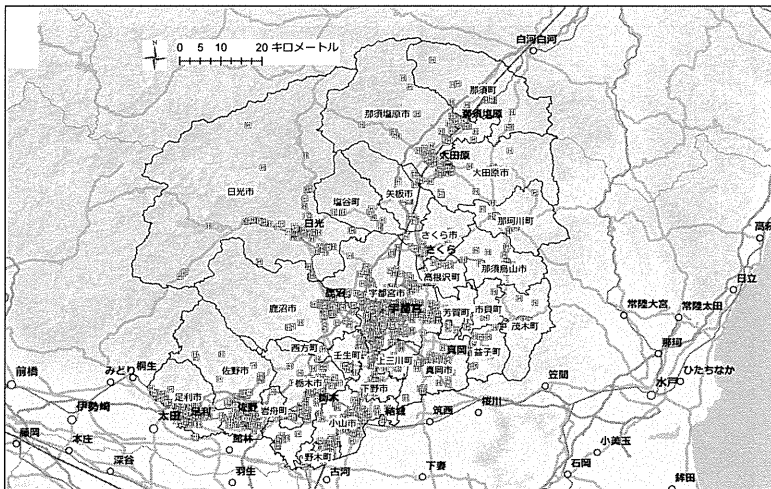 白河白河
N
0 5 10 20 キロメートル
那須町
那須塩原市
那須塩原
大田原
大田原市
日光市
塩谷町
矢板市
日光
那珂川町
さくら市
さくら
那須烏山市
高萩
高根沢町
日立
鹿沼
宇都宮市
宇都宮
常陸大宮
常陸太田
鹿沼市
芳賀町
市貝町
茂木町
西方町
真岡
益子町
那珂
壬生町
上三川町
真岡市
みどり
桐生
佐野市
前橋
栃木市
栃木
下野市
笠間
水戸
ひたちなか
足利市
足利
佐野
岩舟町
伊勢崎
太田
小山市
結城
筑西
桜川
藤岡
本庄
館林
野木町
小美玉
深谷
羽生
古河
下妻
石岡
鉾田